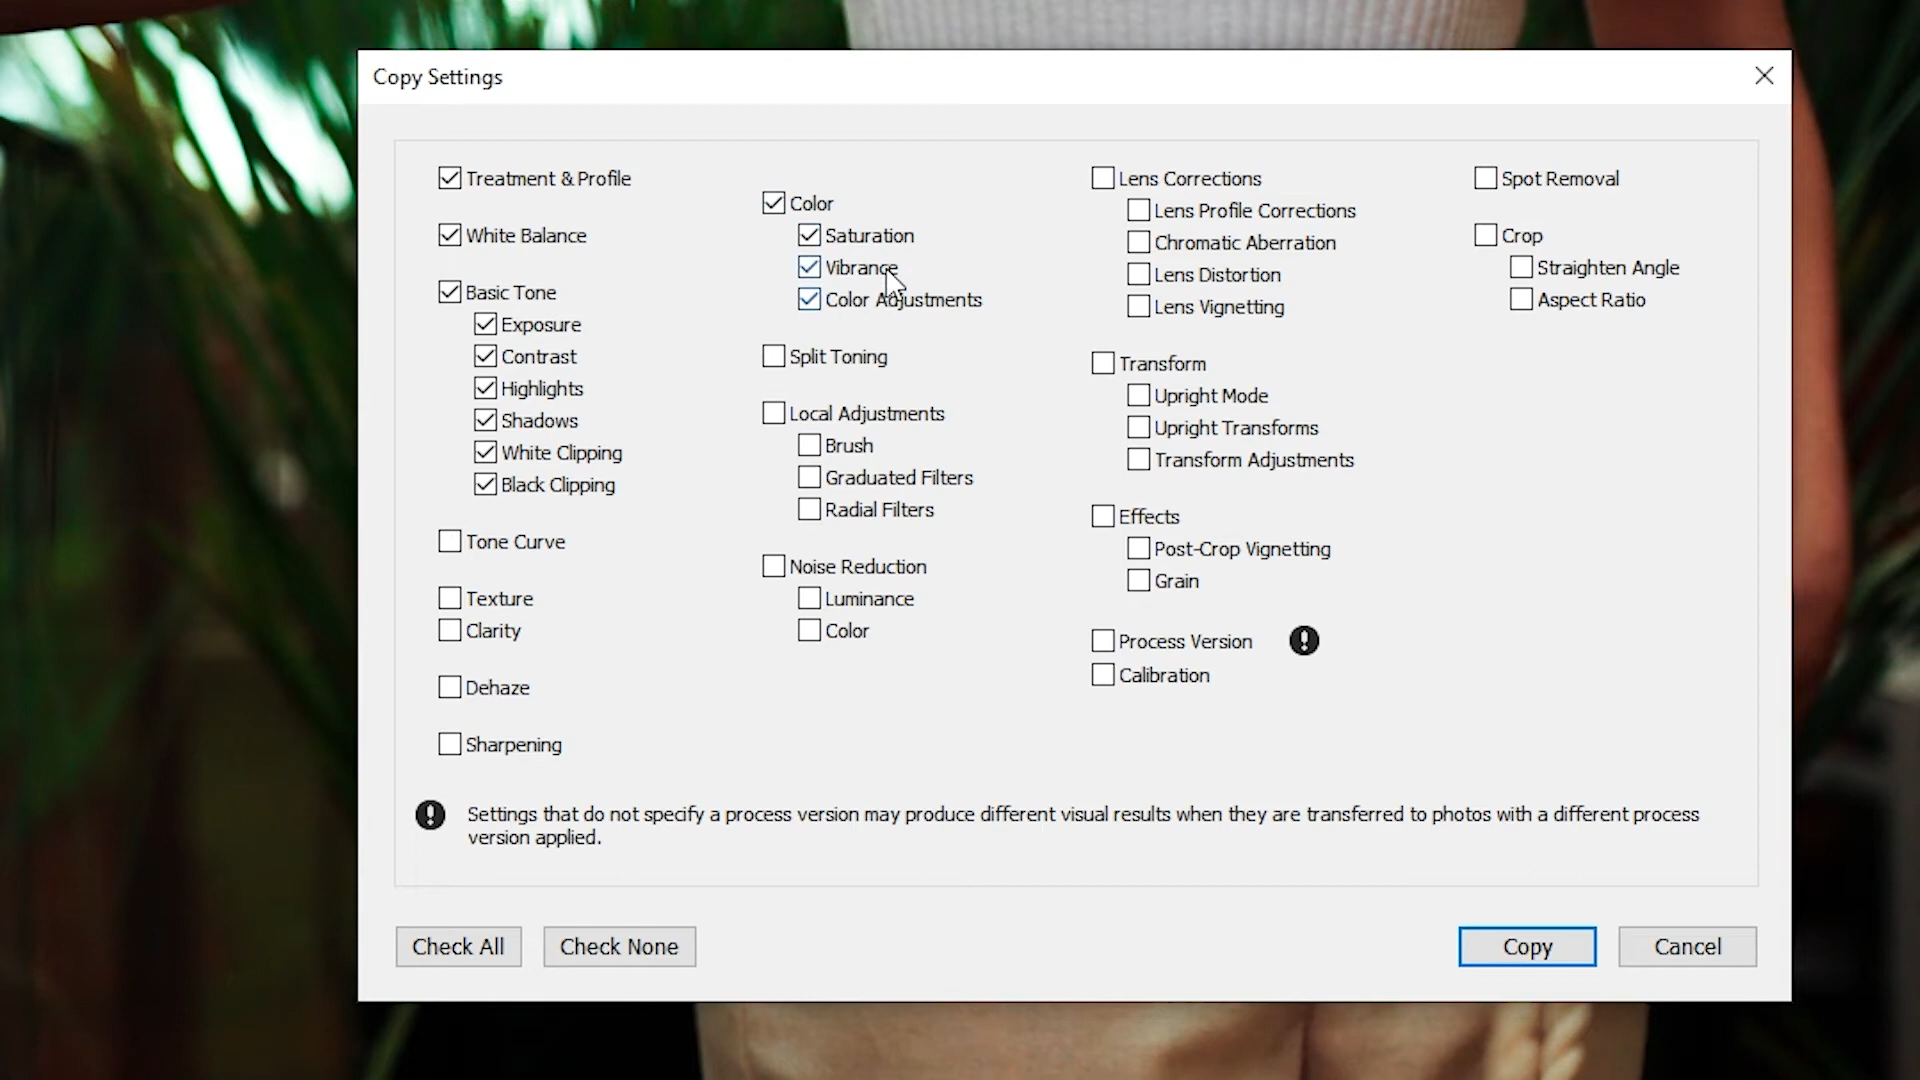 Copy Settings
Treatment & Profile
White Balance
Basic Tone
Exposure
Contrast
Highlights
Shadows
White Clipping
Black Clipping
Tone Curve
Texture
Clarity
Dehaze
Sharpening
Color
Saturation
Vibrance
Color Adjustments
Split Toning
Local Adjustments
Brush
Graduated Filters
Radial Filters
Noise Reduction
Luminance
Color
Lens Corrections
Lens Profile Corrections
Chromatic Aberration
Lens Distortion
Lens Vignetting
Transform
Upright Mode
Upright Transforms
Transform Adjustments
Effects
Post-Crop Vignetting
Grain
Process Version
Calibration
Spot Removal
Crop
Straighten Angle
Aspect Ratio
Settings that do not specify a process version may produce different visual results when they are transferred to photos with a different process
version applied.
Check All
Check None
Copy
Cancel